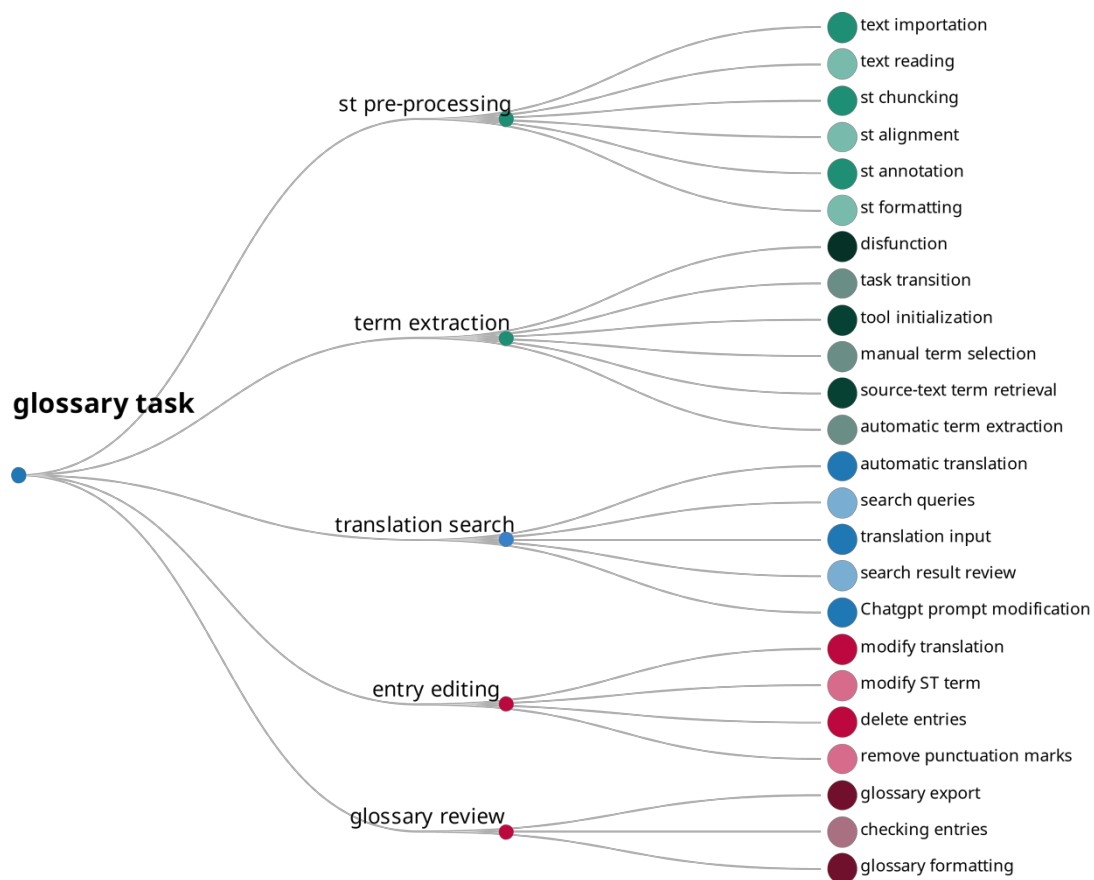 glossary task
st pre-processing
text importation
text reading
st chuncking
st alignment
st annotation
st formatting
term extraction
disfunction
task transition
tool initialization
manual term selection
source-text term retrieval
automatic term extraction
translation search
automatic translation
search queries
translation input
search result review
Chatgpt prompt modification
entry editing
modify translation
modify ST term
delete entries
remove punctuation marks
glossary review
glossary export
checking entries
glossary formatting